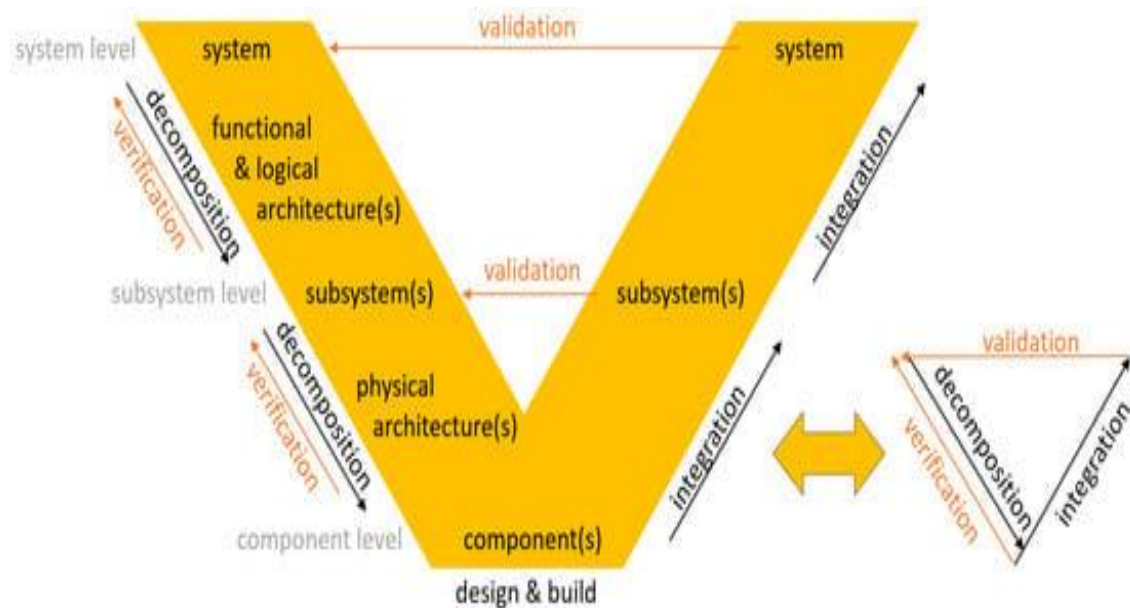 validation
system level
system
system
decomposition
verification
functional
& logical
architecture(s)
integration
validation
subsystem level
subsystem(s)
subsystem(s)
decomposition
verification
physical
architecture(s)
integration
validation
decomposition
verification
integration
component level
component(s)
design & build